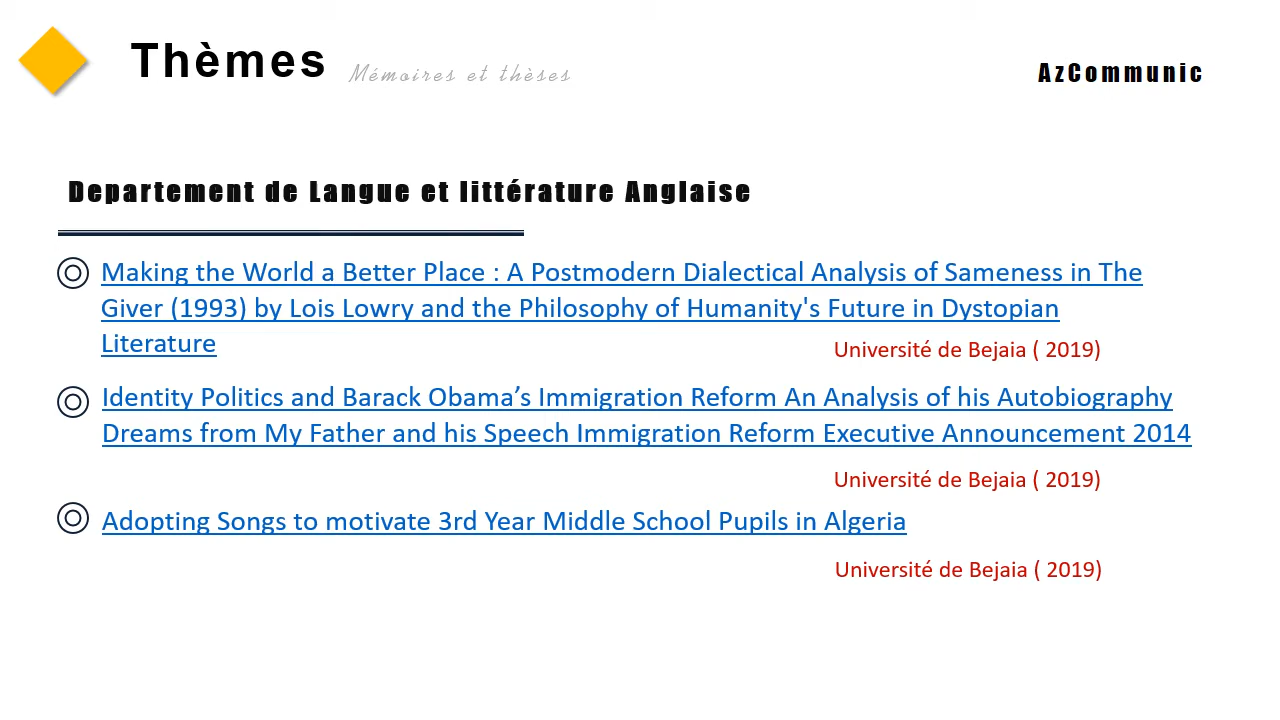 Thèmes Mémoires et thèses
AzCommunic
Departement de Langue et littérature Anglaise
Making the World a Better Place : A Postmodern Dialectical Analysis of Sameness in The
Giver (1993) by Lois Lowry and the Philosophy of Humanity's Future in Dystopian
Literature
Université de Bejaia ( 2019)
Identity Politics and Barack Obama’s Immigration Reform An Analysis of his Autobiography
Dreams from My Father and his Speech Immigration Reform Executive Announcement 2014
Université de Bejaia ( 2019)
Adopting Songs to motivate 3rd Year Middle School Pupils in Algeria
Université de Bejaia ( 2019)